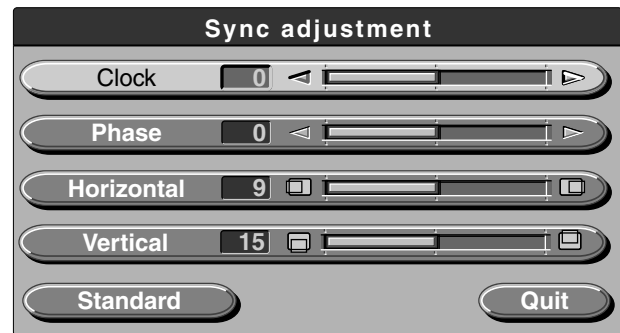 Sync adjustment
Clock 0
Phase 0
Horizontal 9
Vertical 15
Standard Quit